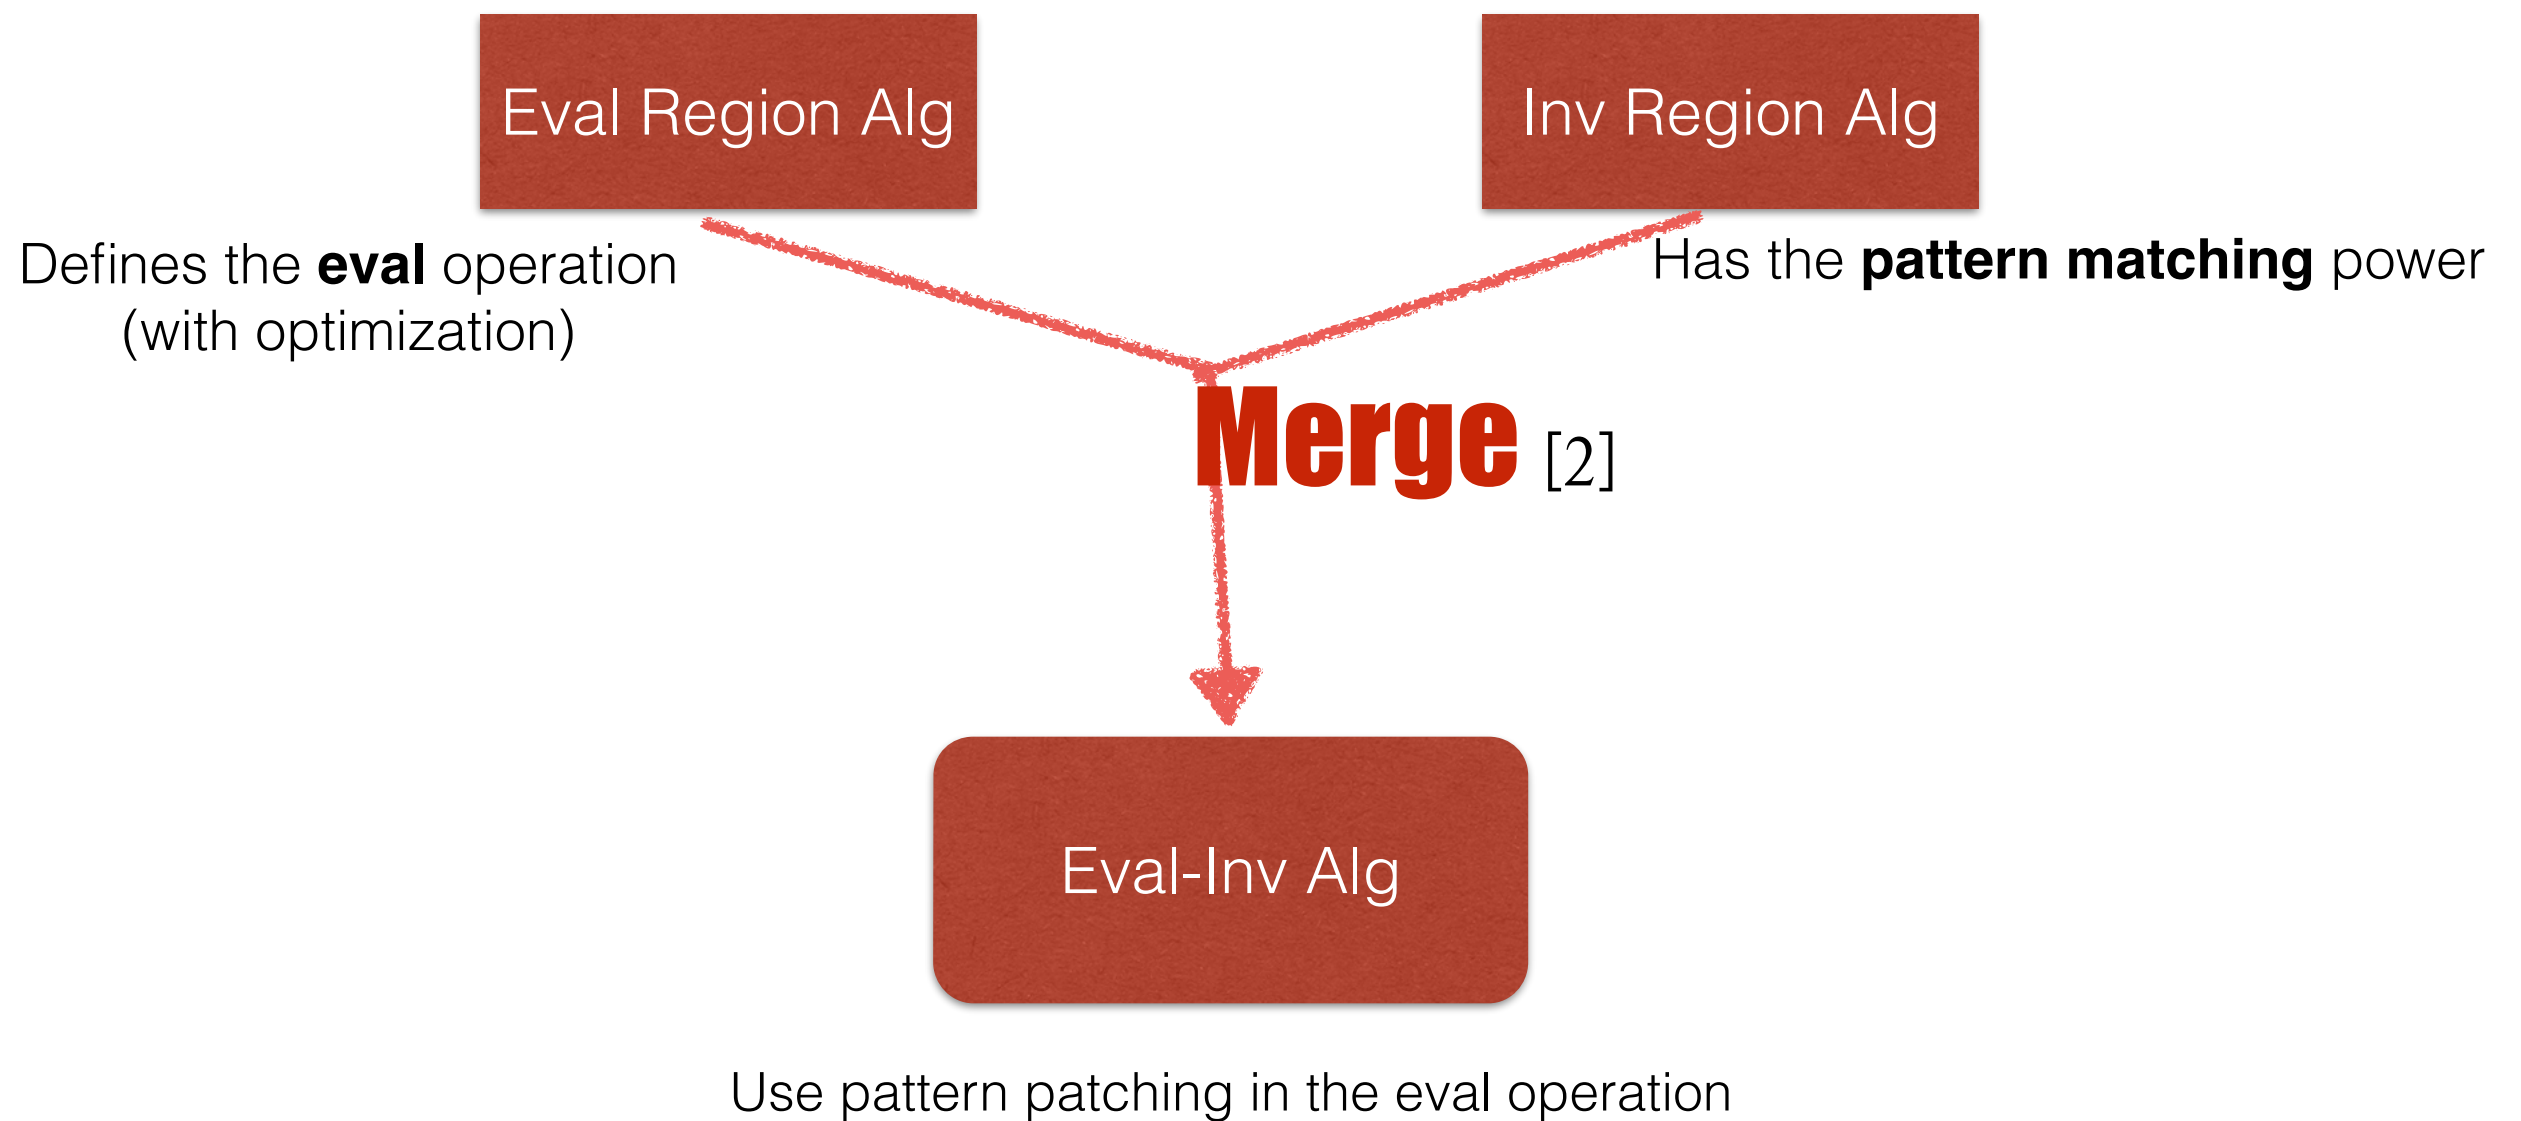 Eval Region Alg
Inv Region Alg
Defines the eval operation
(with optimization)
Has the pattern matching power
Merge [2]
Eval-Inv Alg
Use pattern patching in the eval operation